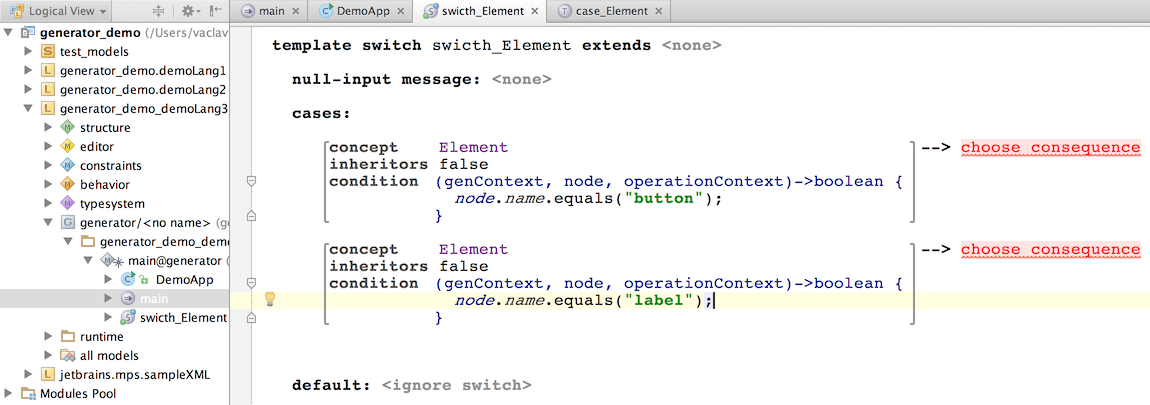 Logical View
main
DemoApp
swicth_Element
case_Element
generator_demo (/Users/vaclav
test_models
generator_demo.demoLang1
generator_demo.demoLang2
generator_demo_demoLang3
structure
editor
constraints
behavior
typesystem
generator/<no name> (g
generator_demo_demo
main@generator (
DemoApp
main
swicth_Element
runtime
all models
jetbrains.mps.sampleXML
Modules Pool
template switch swicth_Element extends <none>
null-input message: <none>
cases:
concept Element --> choose consequence
inheritors false
condition (genContext, node, operationContext)->boolean {
node.name.equals("button");
}
concept Element --> choose consequence
inheritors false
condition (genContext, node, operationContext)->boolean {
node.name.equals("label");
}
default: <ignore switch>